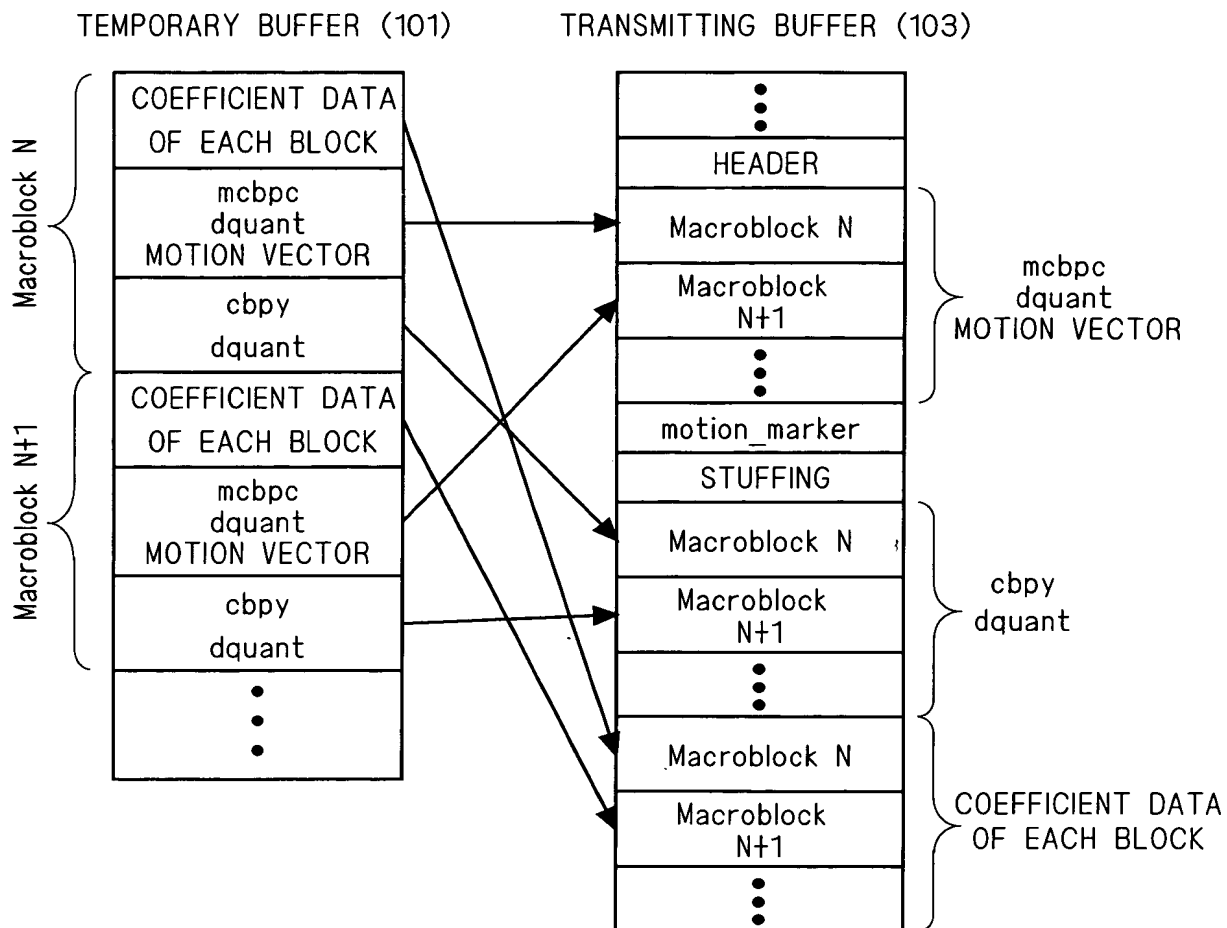 TEMPORARY BUFFER (101)
TRANSMITTING BUFFER (103)
Macroblock N
COEFFICIENT DATA
OF EACH BLOCK
mcbpc
dquant
MOTION VECTOR
cbpy
dquant
Macroblock N+1
COEFFICIENT DATA
OF EACH BLOCK
mcbpc
dquant
MOTION VECTOR
cbpy
dquant
HEADER
Macroblock N
Macroblock
N+1
mcbpc
dquant
MOTION VECTOR
motion_marker
STUFFING
Macroblock N
Macroblock
N+1
cbpy
dquant
Macroblock N
Macroblock
N+1
COEFFICIENT DATA
OF EACH BLOCK